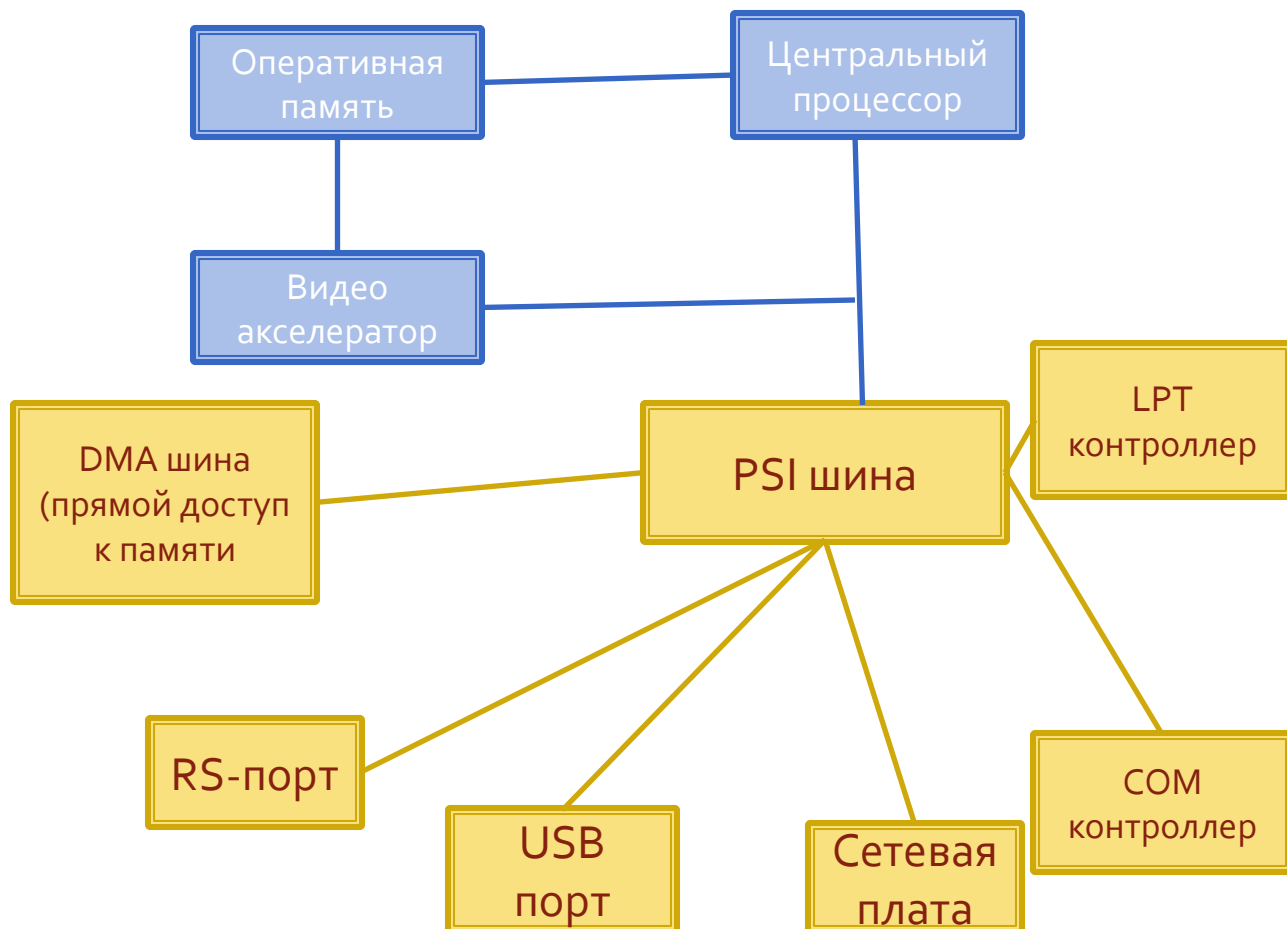 Оперативная
память
Центральный
процессор
Видео
акселератор
DMA шина
(прямой доступ
к памяти
PSI шина
LPT
контроллер
RS-порт
USB
порт
Сетевая
плата
COM
контроллер